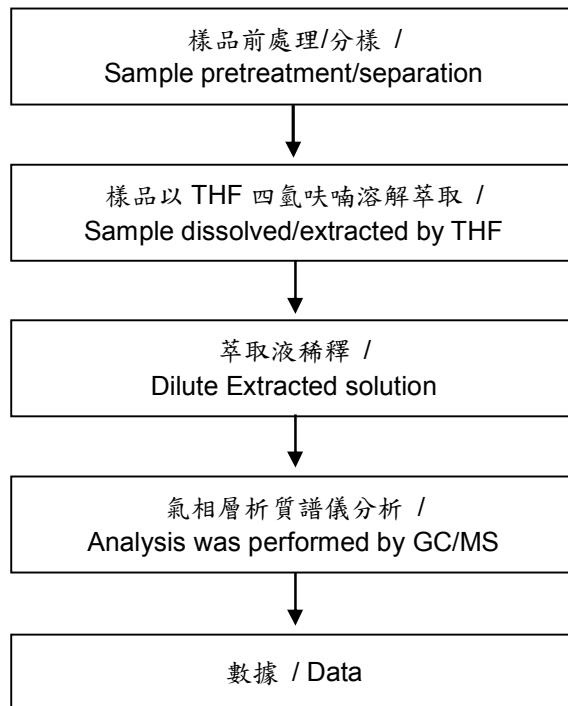 樣品前處理/分樣 /
Sample pretreatment/separation
樣品以 THF 四氫呋喃溶解萃取 /
Sample dissolved/extracted by THF
萃取液稀釋 /
Dilute Extracted solution
氣相層析質譜儀分析 /
Analysis was performed by GC/MS
數據 / Data